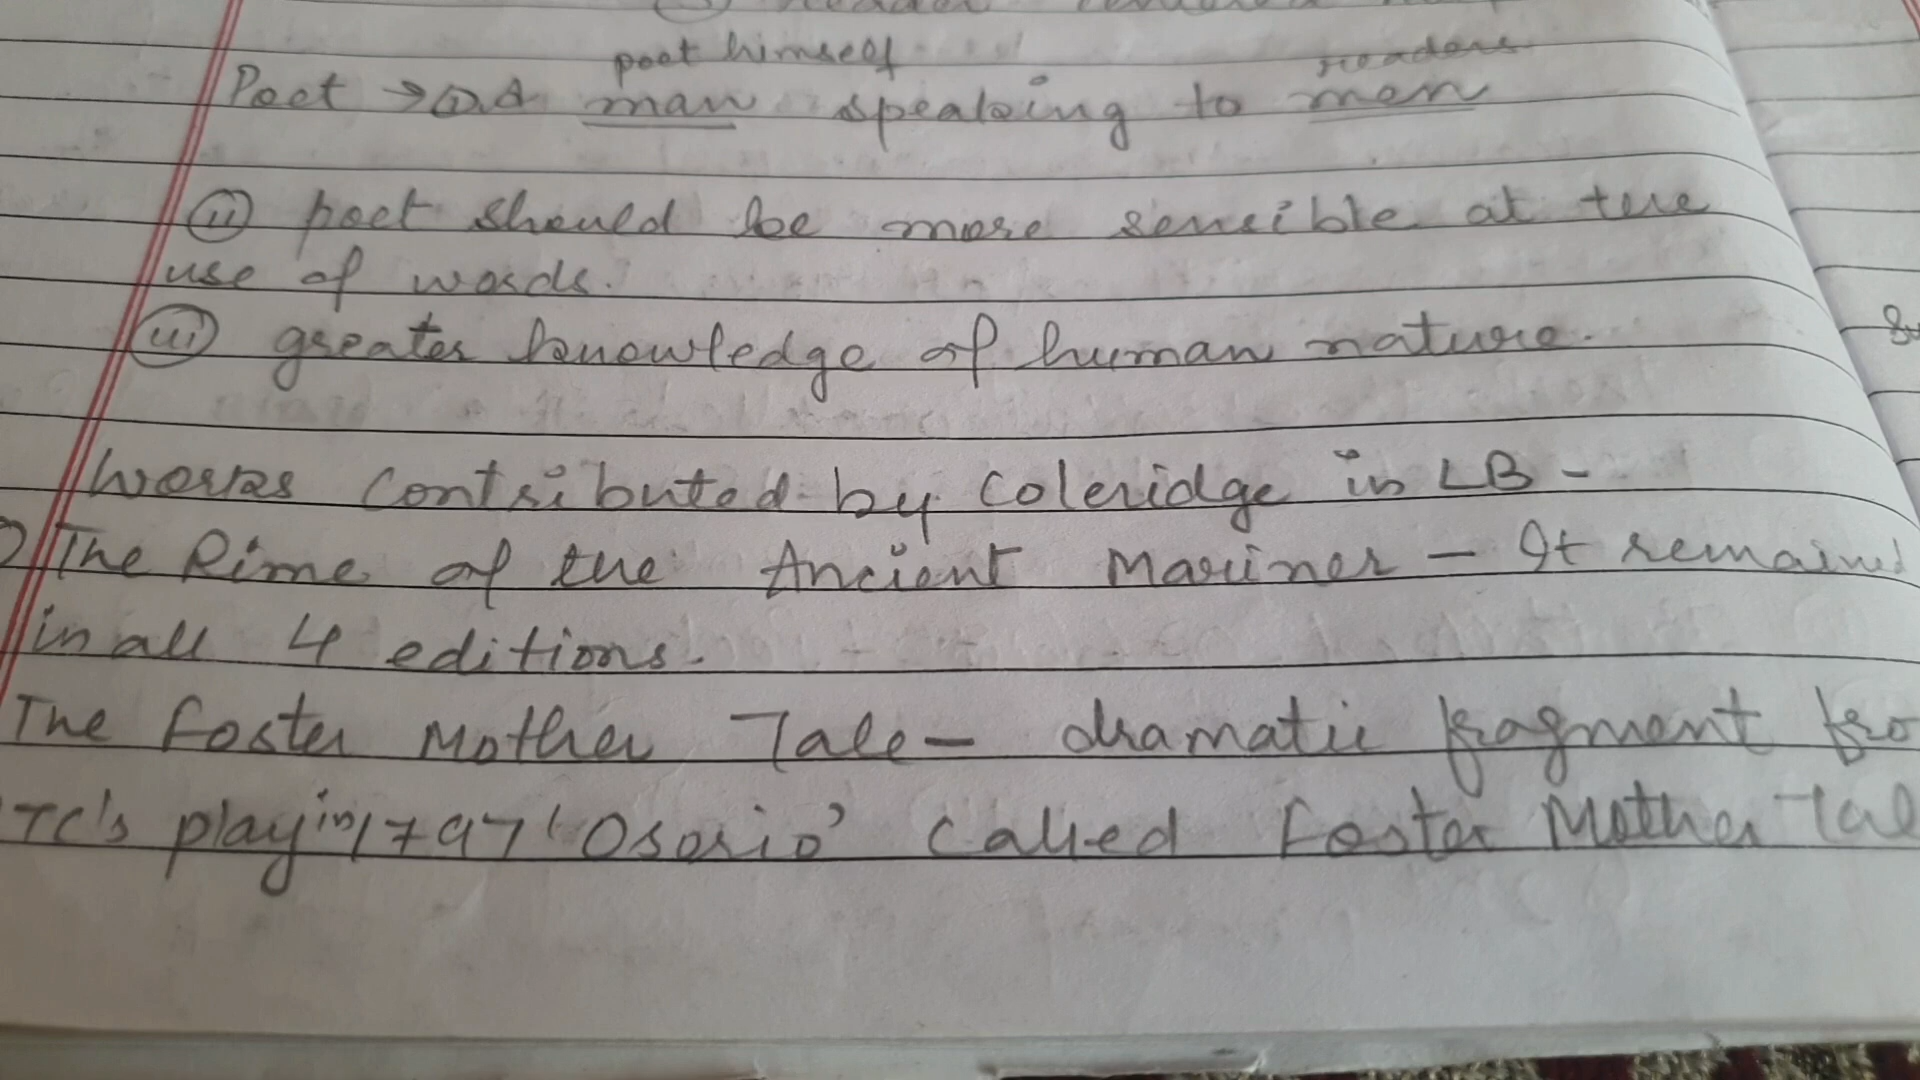 poet himself readers
Poet → (i) A man speaking to men
(ii) poet should be more sensible at the
use of words.
(iii) greater knowledge of human nature.
Works contributed by Coleridge in LB -
The Rime of the Ancient Mariner - It remained
in all 4 editions.
The Foster Mother Tale - dramatic fragment fro
TC's play in 1797 'Osorio' called Foster Mother Tal